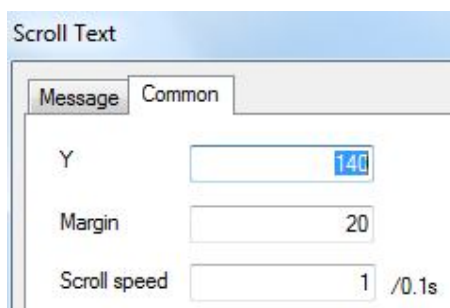 Scroll Text
Message Common
Y 140
Margin 20
Scroll speed 1 /0.1s